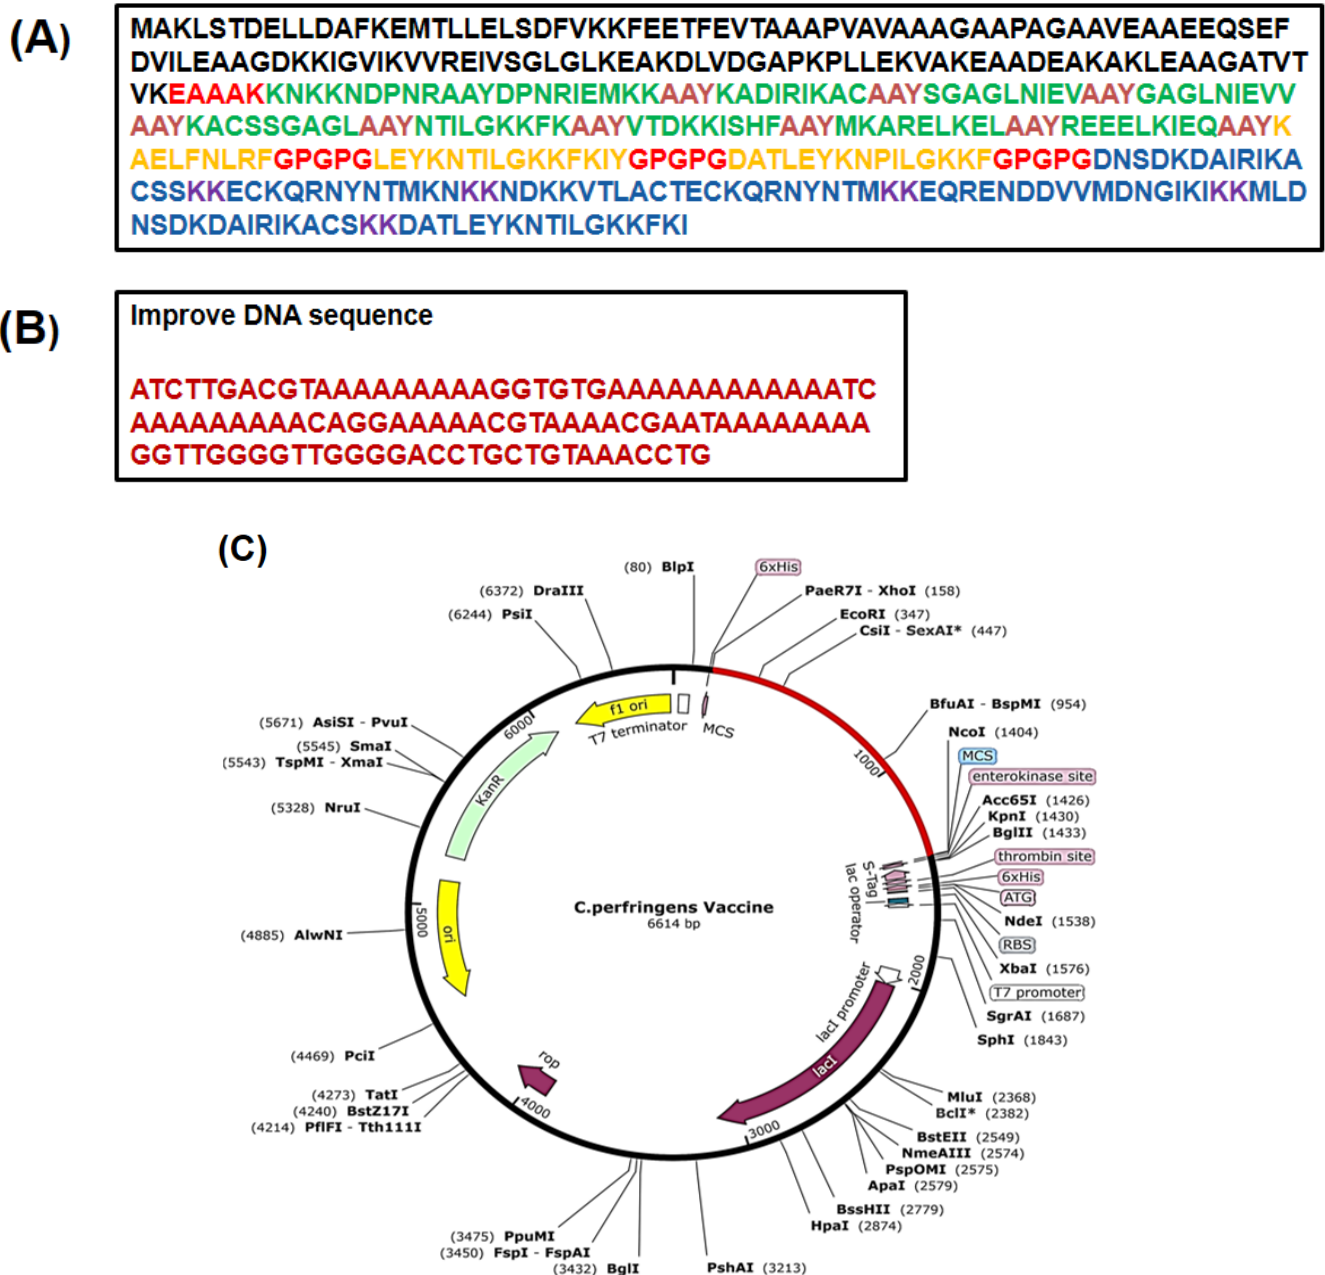 (A)
MAKLSTDELLDAFKEMTLLELSDFVKKFEETFEVTAAAPVAVAAAGAAPAGAAVEAAEEQSEF
DVILEAAGDKKIGVIKVVREIVSGLGLKEAKDLVDGAPKPLLEKVAKEAADEAKAKLEAAGATVT
VKEAAAKKNKKNDPNRAAYDPNRIEMKKAAYKADIRIKACAAYSGAGLNIEVAAYGAGLNIEVV
AAYKACSSGAGLAAYNTILGKKFKAAYVTDKKISHFAAYMKARELKELAAYREEELKIEQAAYK
AELFNLRFGPGPGLEYKNTILGKKFKIYGPGPGDATLEYKNPILGKKFGPGPGDNSDKDAIRIKA
CSSKKECKQRNYNTMKNKKNDKKVTLACTECKQRNYNTMKKEQRENDDVVMDNGIKIKKMLD
NSDKDAIRIKACSKKDATLEYKNTILGKKFKI
(B)
Improve DNA sequence
ATCTTGACGTAAAAAAAAAGGTGTGAAAAAAAAAAAAATC
AAAAAAAAAACAGGAAAAACGTAAAACGAATAAAAAAAA
GGTTGGGGTTGGGGACCTGCTGTAAACCTG
(C)
(80) BlpI
6xHis
(6372) DraIII
PaeR7I - XhoI (158)
(6244) PsiI
EcoRI (347)
CsiI - SexAI* (447)
f1 ori
T7 terminator
MCS
6000
BfuAI - BspMI (954)
(5671) AsiSI - PvuI
NcoI (1404)
(5545) SmaI
MCS
(5543) TspMI - XmaI
1000
enterokinase site
KanR
Acc65I (1426)
(5328) NruI
KpnI (1430)
BglII (1433)
thrombin site
S-Tag
6xHis
lac operator
ATG
C.perfringens Vaccine
6614 bp
NdeI (1538)
5000
ori
(4885) AlwNI
RBS
XbaI (1576)
2000
T7 promoter
lacI promoter
SgrAI (1687)
SphI (1843)
(4469) PciI
rop
lacI
(4273) TatI
MluI (2368)
(4240) BstZ17I
4000
BclI* (2382)
(4214) PflFI - Tth111I
3000
BstEII (2549)
NmeAIII (2574)
PspOMI (2575)
ApaI (2579)
BssHII (2779)
HpaI (2874)
(3475) PpuMI
(3450) FspI - FspAI
(3432) BglI
PshAI (3213)